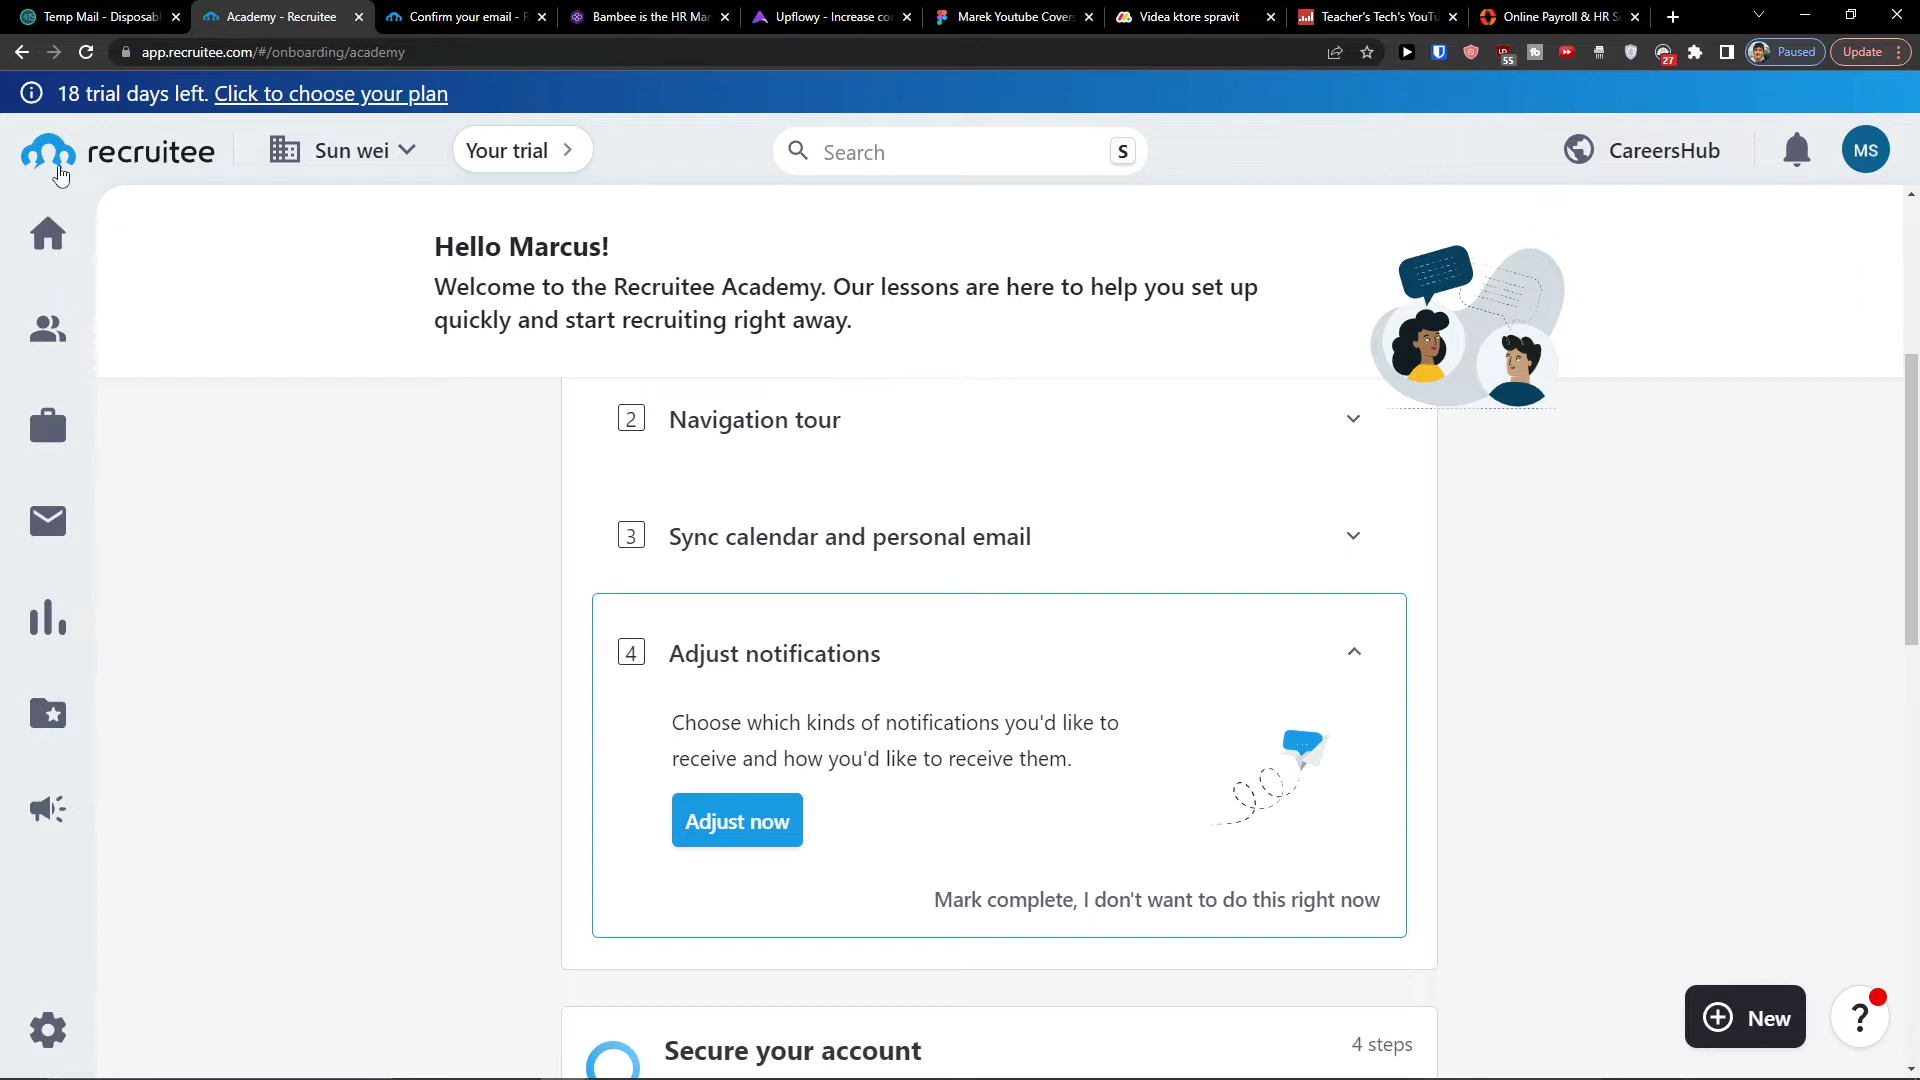 Temp Mail - Disposabl
Academy - Recruitee
Confirm your email - R
Bambee is the HR Mar
Upflowy - Increase co
Marek Youtube Covers
Videa ktore spravit
Teacher's Tech's YouTu
Online Payroll & HR S
app.recruitee.com/#/onboarding/academy
55
27
Paused
Update
18 trial days left. Click to choose your plan
recruitee
Sun wei
Your trial
Search
S
CareersHub
MS
Hello Marcus!
Welcome to the Recruitee Academy. Our lessons are here to help you set up
quickly and start recruiting right away.
2 Navigation tour
3 Sync calendar and personal email
4 Adjust notifications
Choose which kinds of notifications you'd like to
receive and how you'd like to receive them.
Adjust now
Mark complete, I don't want to do this right now
Secure your account
4 steps
New
?